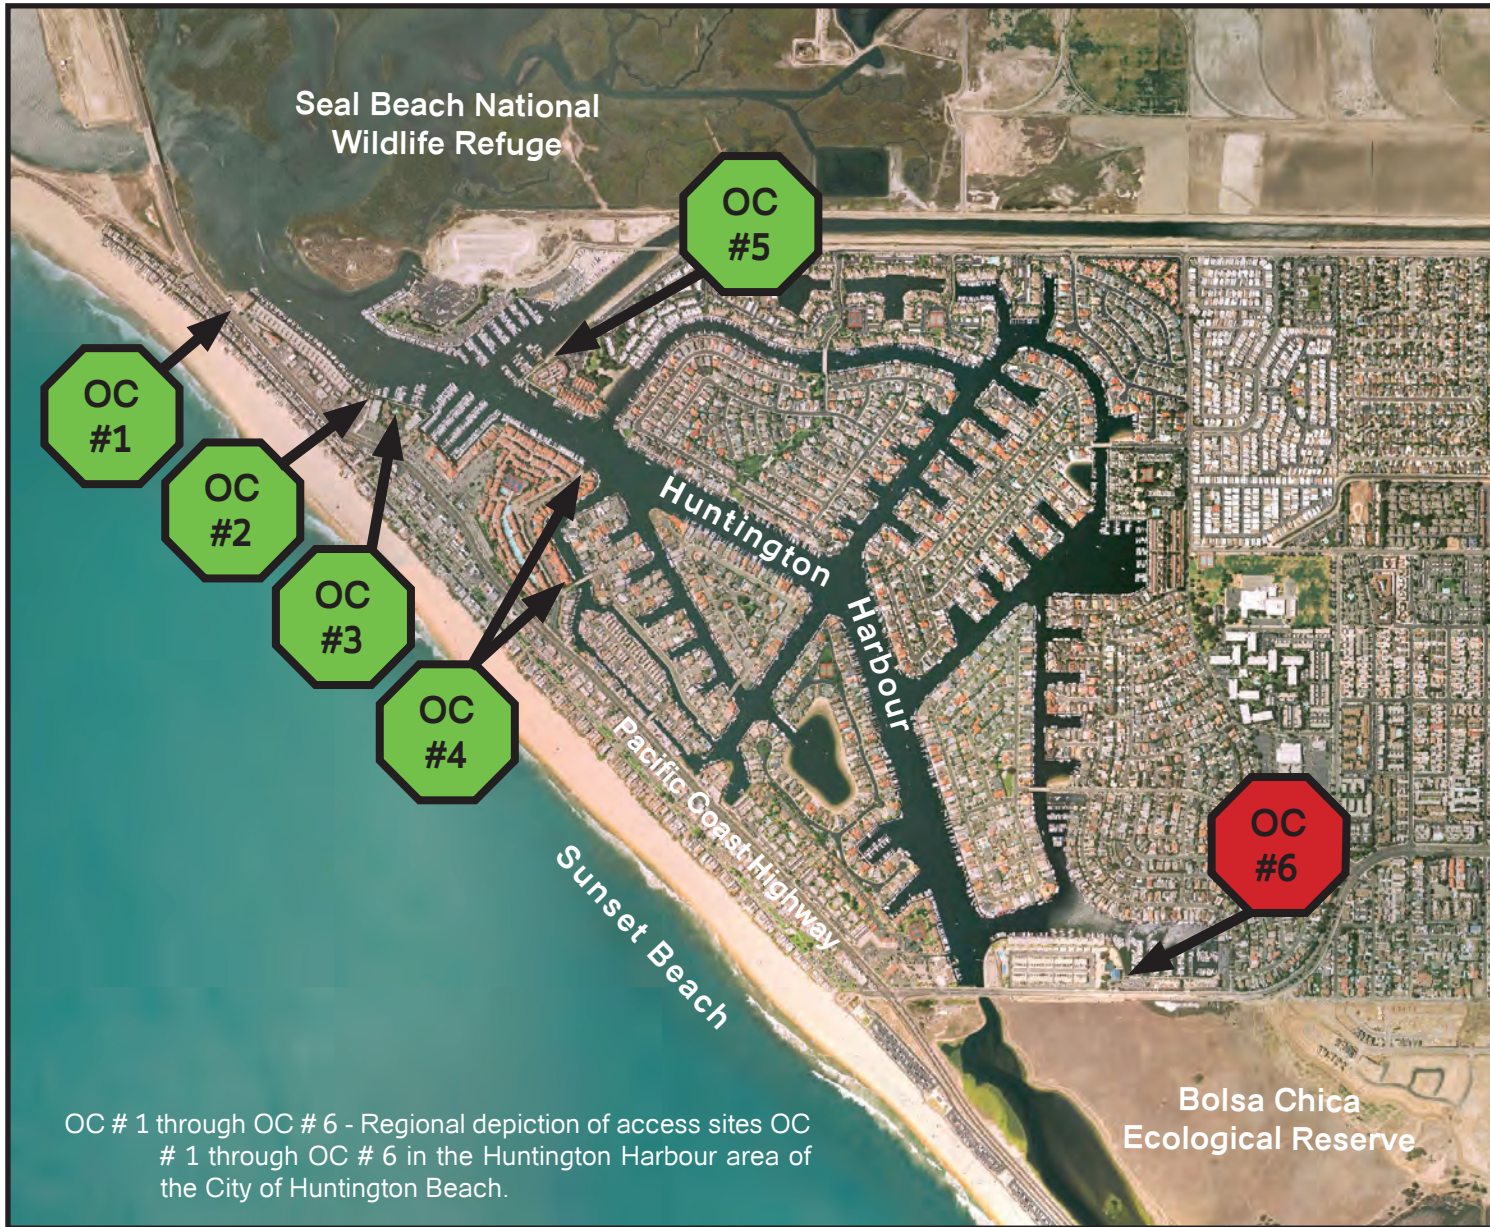 Seal Beach National
Wildlife Refuge
OC
#5
OC
#1
OC
#2
OC
#3
OC
#4
Huntington
Harbour
Pacific Coast Highway
Sunset Beach
OC
#6
Bolsa Chica
Ecological Reserve
OC # 1 through OC # 6 - Regional depiction of access sites OC
# 1 through OC # 6 in the Huntington Harbour area of
the City of Huntington Beach.